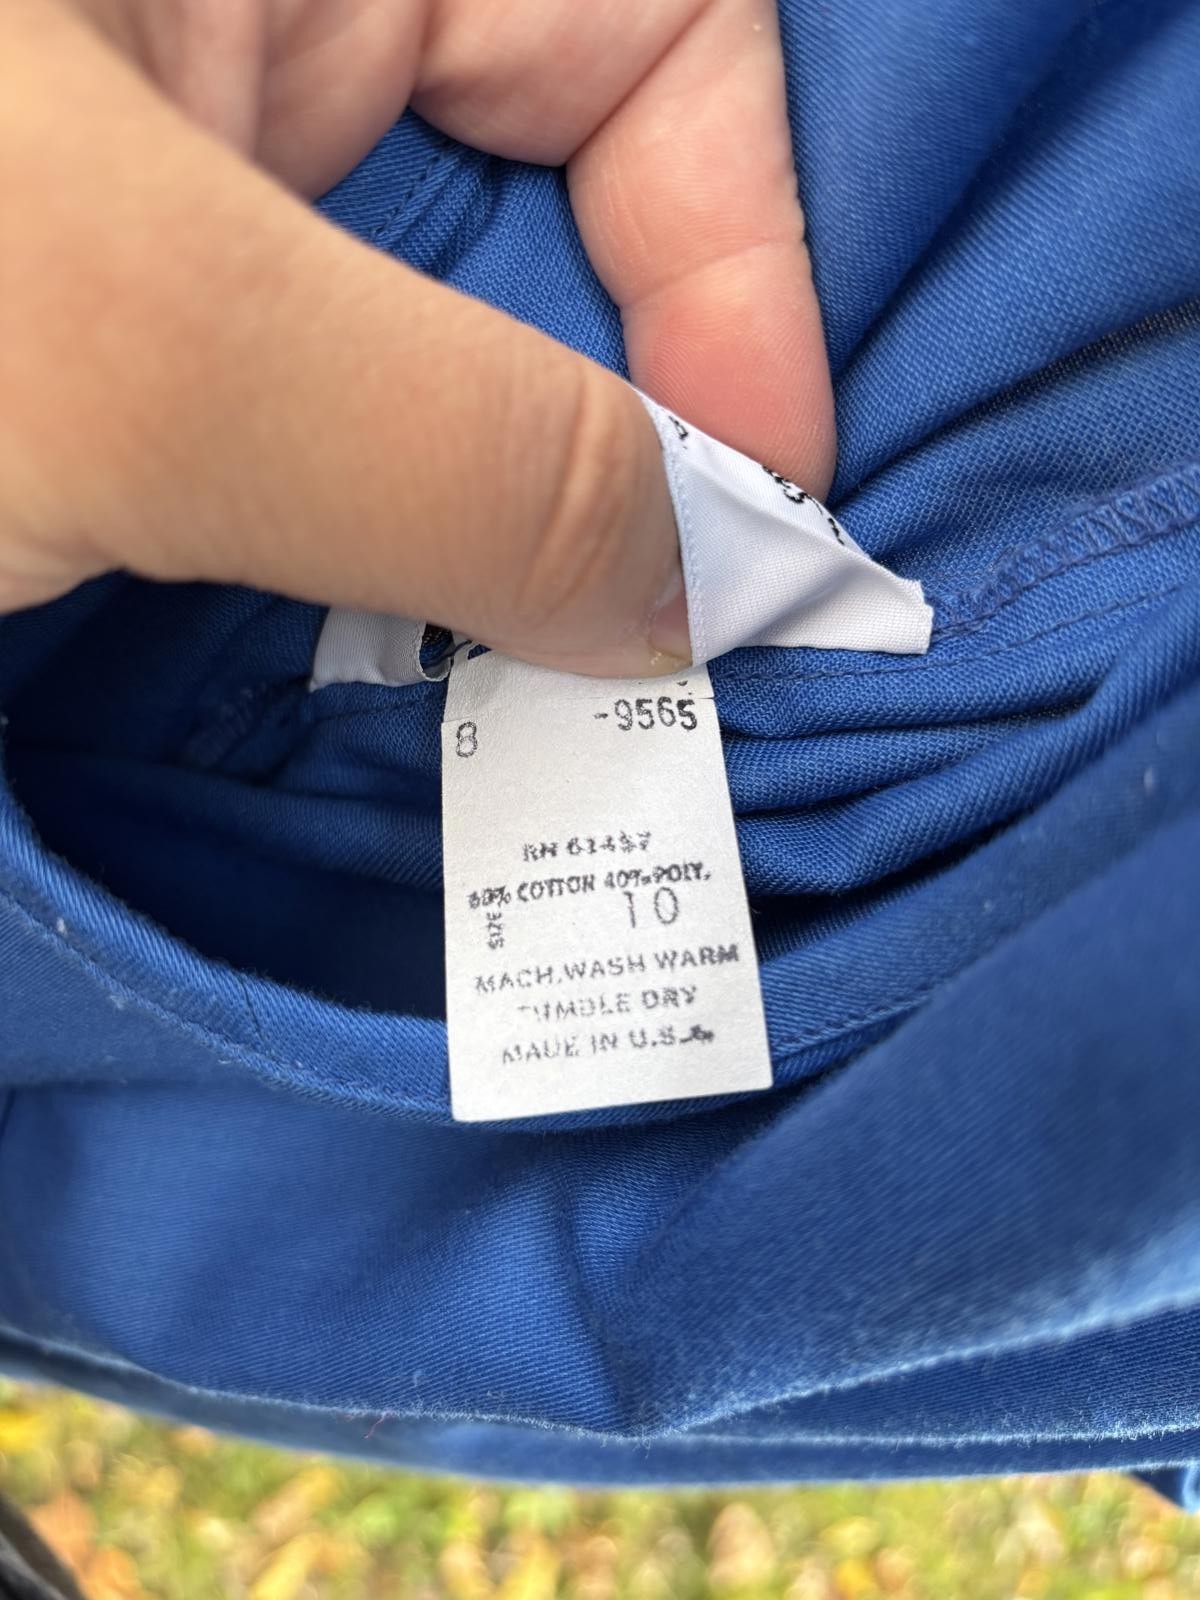 8 -9565
RN 61457
60% COTTON 40% POLY.
SIZE 10
MACH. WASH WARM
TUMBLE DRY
MADE IN U.S.A.